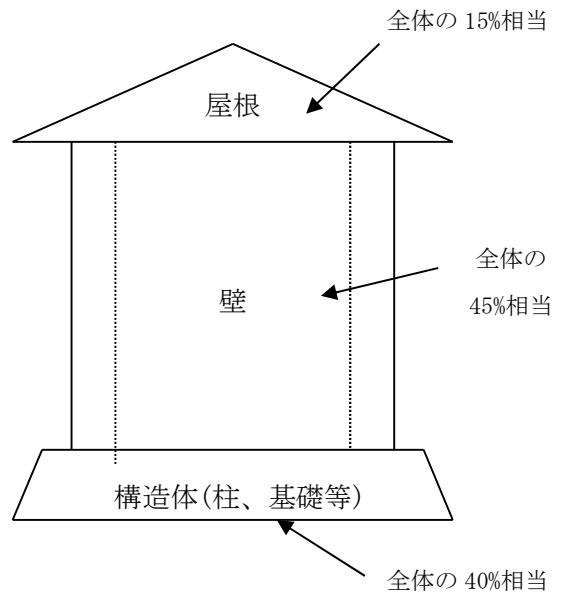 全体の 15%相当
屋根
全体の
45%相当
壁
構造体(柱、基礎等)
全体の 40%相当